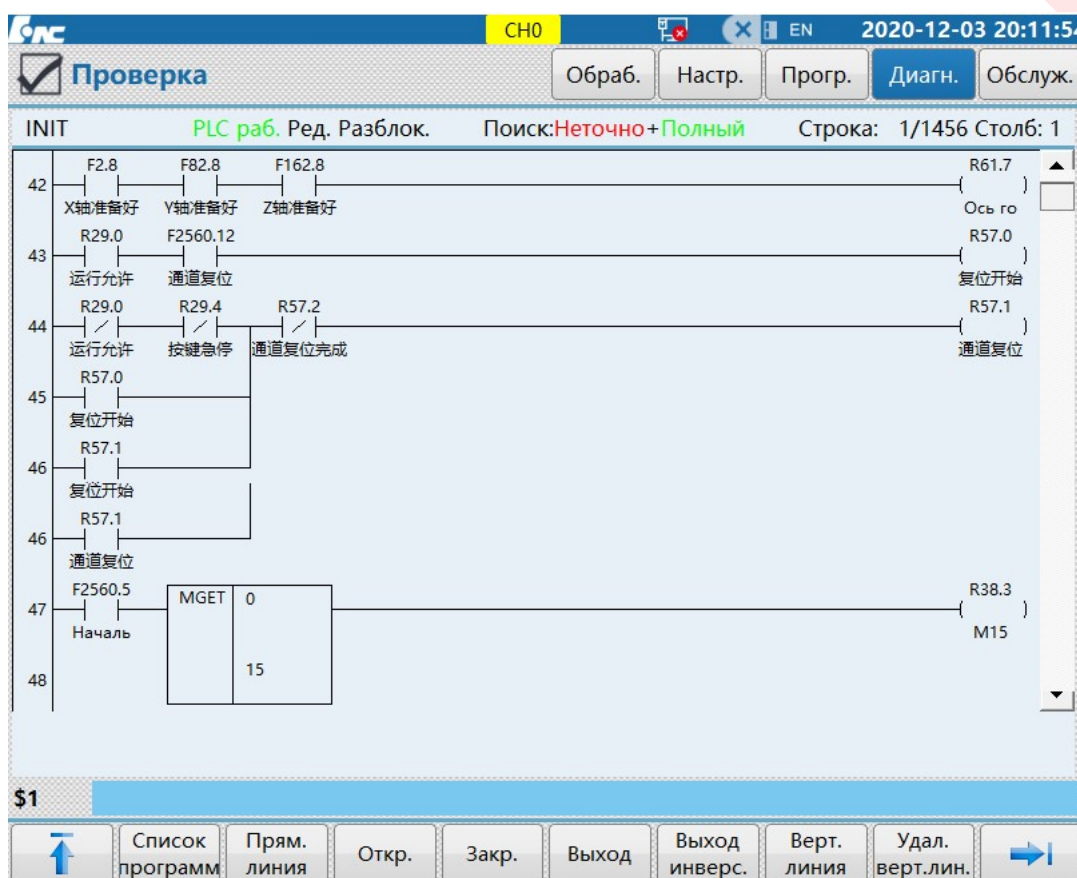 CH0 EN 2020-12-03 20:11:54
Проверка Обраб. Настр. Прогр. Диагн. Обслуж.
INIT PLC раб. Ред. Разблок. Поиск:Неточно+Полный Строка: 1/1456 Столб: 1
F2.8 F82.8 F162.8 R61.7
42
X轴准备好 Y轴准备好 Z轴准备好 Ось го
R29.0 F2560.12 R57.0
43
运行允许 通道复位 复位开始
R29.0 R29.4 R57.2 R57.1
44
运行允许 按键急停 通道复位完成 通道复位
R57.0
45
复位开始
R57.1
46
复位开始
R57.1
46
通道复位
F2560.5 MGET 0 R38.3
47
Началь M15
15
48
$1
Список программ Прям. линия Откр. Закр. Выход Выход инверс. Верт. линия Удал. верт.лин.